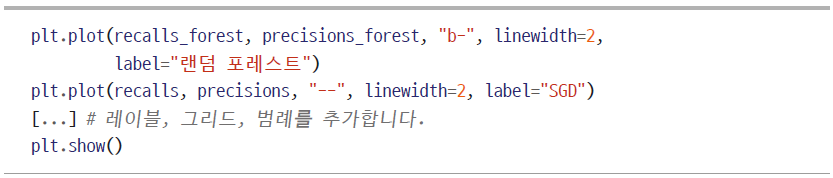 plt.plot(recalls_forest, precisions_forest, "b-", linewidth=2,
         label="랜덤 포레스트")
plt.plot(recalls, precisions, "--", linewidth=2, label="SGD")
[...] # 레이블, 그리드, 범례를 추가합니다.
plt.show()